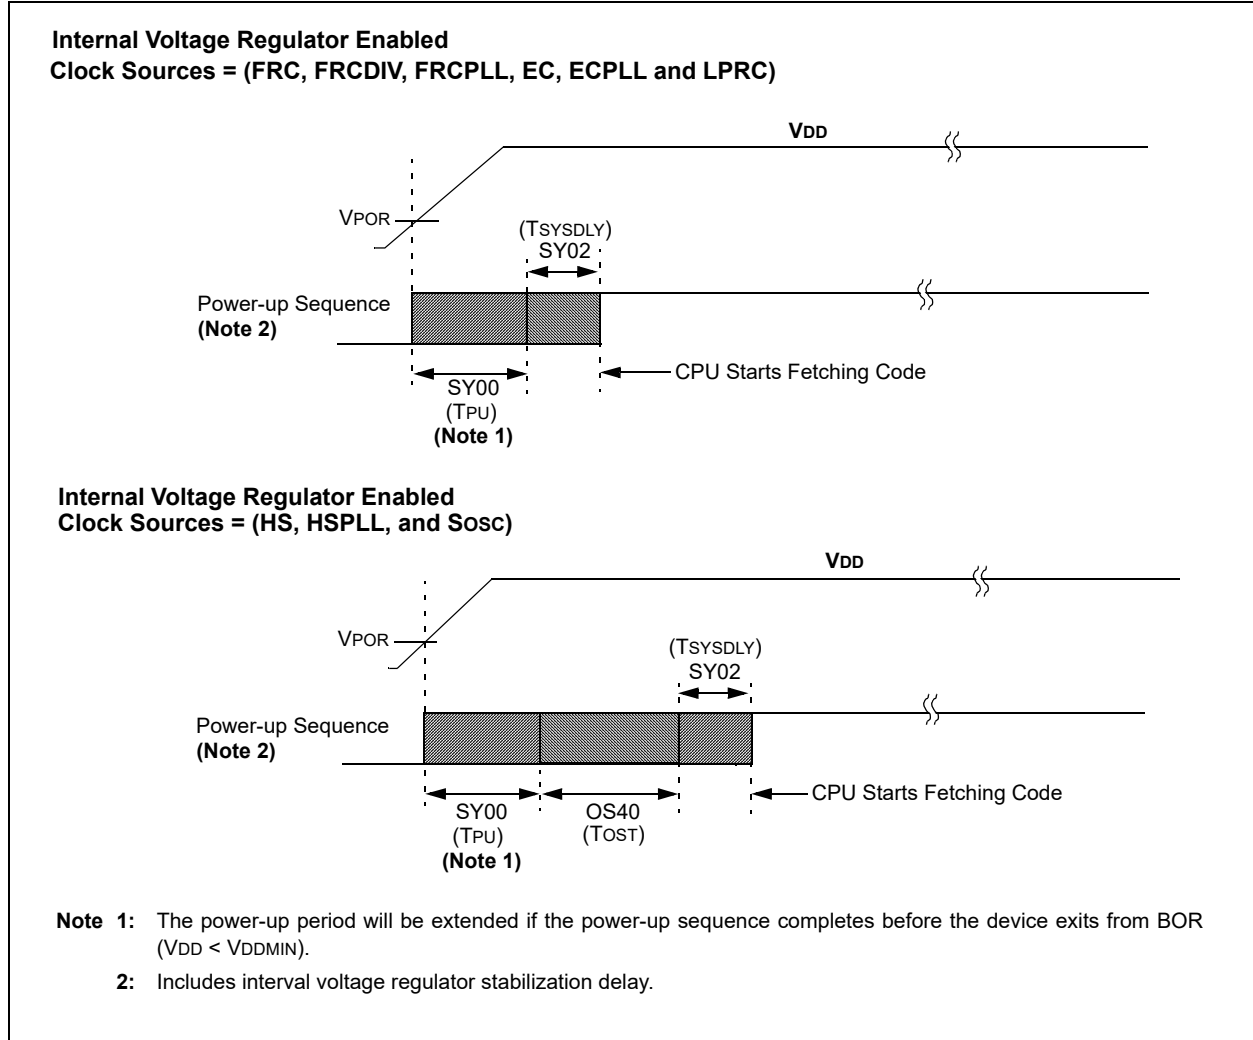 Internal Voltage Regulator Enabled
Clock Sources = (FRC, FRCDIV, FRCPLL, EC, ECPLL and LPRC)
VDD
VPOR
(TSYSDLY)
SY02
Power-up Sequence
(Note 2)
CPU Starts Fetching Code
SY00
(TPU)
(Note 1)
Internal Voltage Regulator Enabled
Clock Sources = (HS, HSPLL, and SOSC)
VDD
VPOR
(TSYSDLY)
SY02
Power-up Sequence
(Note 2)
CPU Starts Fetching Code
SY00
(TPU)
(Note 1)
OS40
(TOST)
Note 1: The power-up period will be extended if the power-up sequence completes before the device exits from BOR
(VDD < VDDMIN).
2: Includes interval voltage regulator stabilization delay.